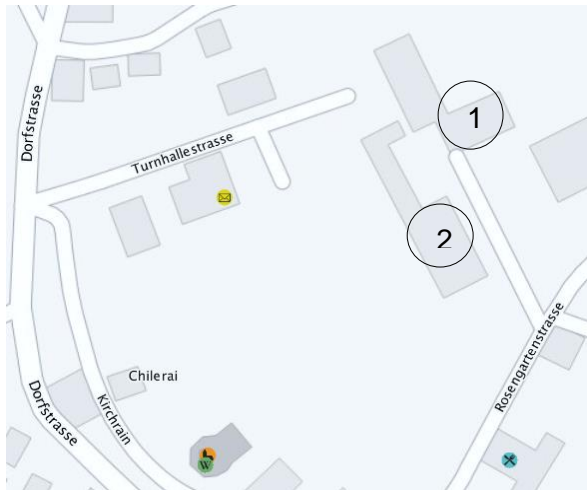 Dorfstrasse
Turnhallestrasse
1
2
Rosengartenstrasse
Chilerai
Kirchrain
Dorfstrasse
W